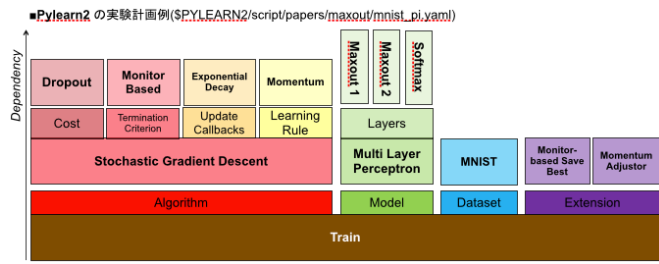 ■Pylearn2 の実験計画例($PYLEARN2/script/papers/maxout/mnist_pi.yaml)
Dependency
Dropout
Monitor
Based
Exponential
Decay
Momentum
Maxout 1
Maxout 2
Softmax
Cost
Termination
Criterion
Update
Callbacks
Learning
Rule
Layers
Stochastic Gradient Descent
Multi Layer
Perceptron
MNIST
Monitor-
based Save
Best
Momentum
Adjustor
Algorithm
Model
Dataset
Extension
Train